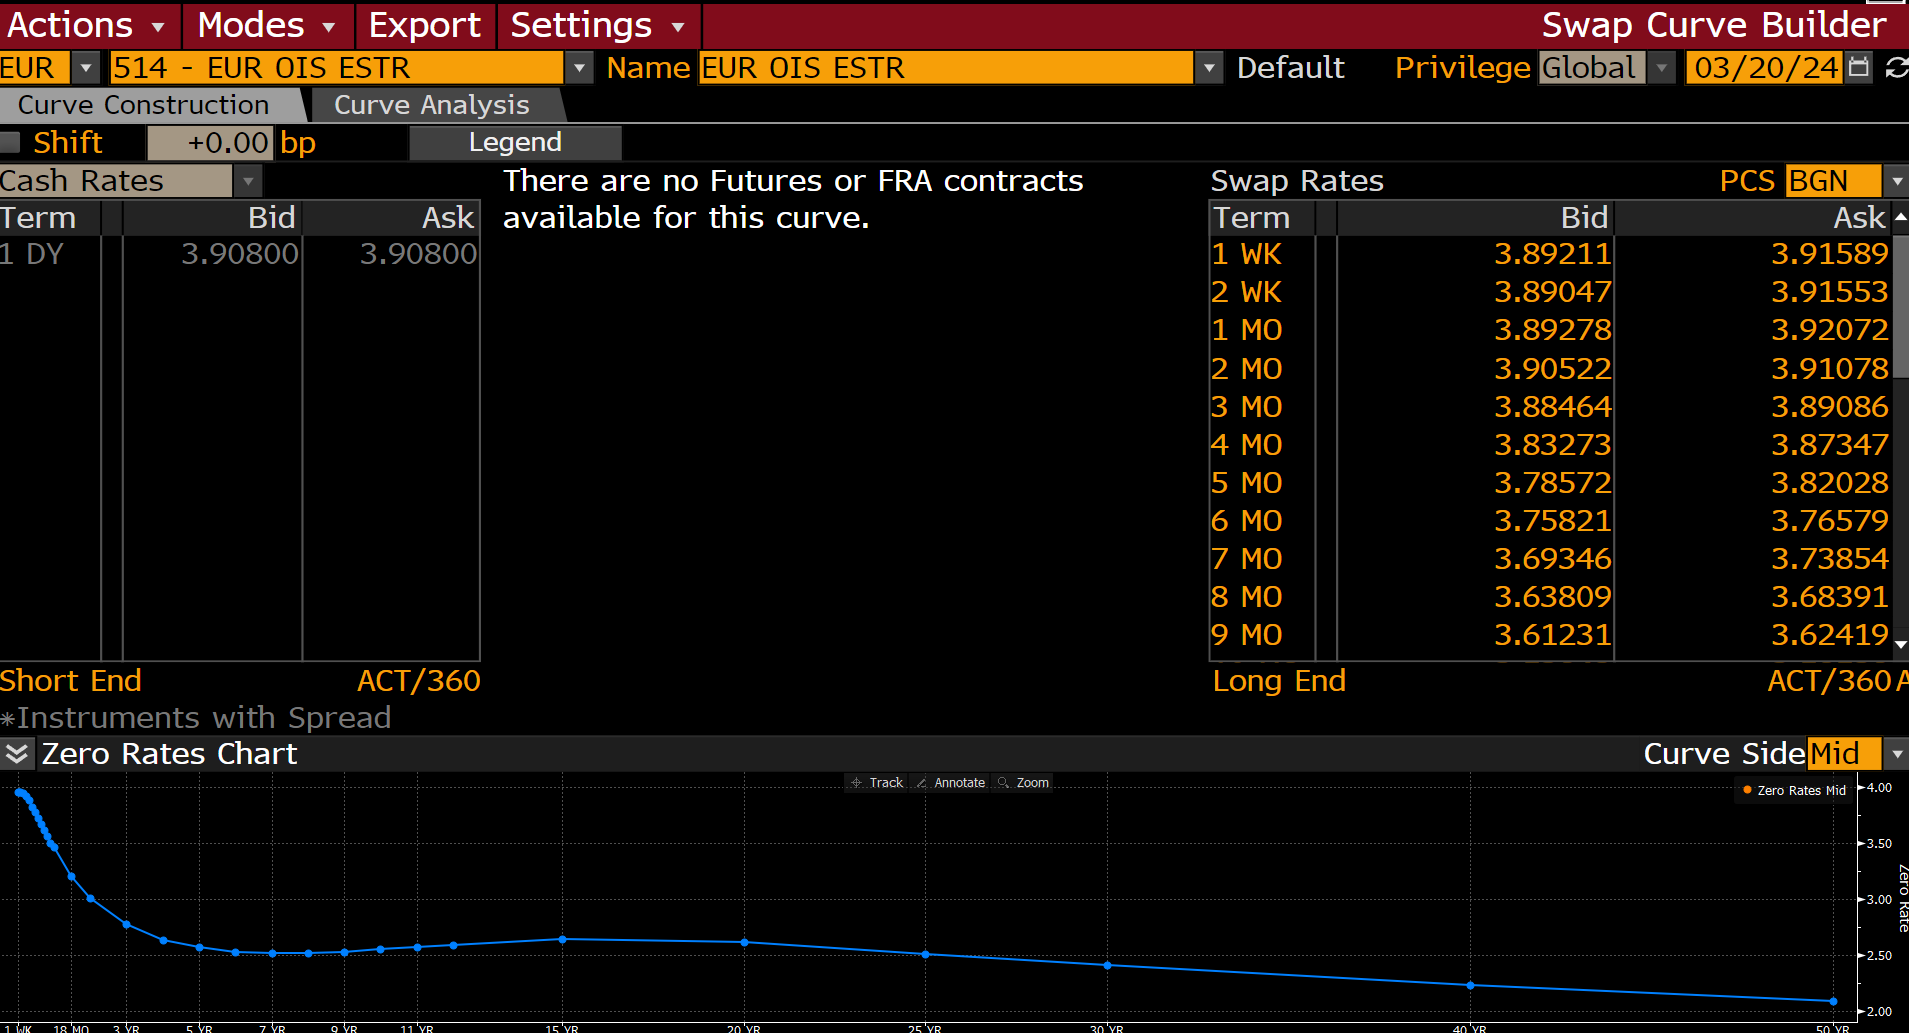 Actions Modes Export Settings Swap Curve Builder
EUR 514 - EUR OIS ESTR Name EUR OIS ESTR Default Privilege Global 03/20/24
Curve Construction Curve Analysis
Shift +0.00 bp Legend
Cash Rates
Term Bid Ask
1 DY 3.90800 3.90800
Short End ACT/360
*Instruments with Spread
There are no Futures or FRA contracts
available for this curve.
Swap Rates PCS BGN
Term Bid Ask
1 WK 3.89211 3.91589
2 WK 3.89047 3.91553
1 MO 3.89278 3.92072
2 MO 3.90522 3.91078
3 MO 3.88464 3.89086
4 MO 3.83273 3.87347
5 MO 3.78572 3.82028
6 MO 3.75821 3.76579
7 MO 3.69346 3.73854
8 MO 3.63809 3.68391
9 MO 3.61231 3.62419
Long End ACT/360 A
Zero Rates Chart Curve Side Mid
Track Annotate Zoom
Zero Rates Mid
4.00
3.50
3.00
2.50
2.00
Zero Rate
1 WK 18 MO 3 YR 5 YR 7 YR 9 YR 11 YR 15 YR 20 YR 25 YR 30 YR 40 YR 50 YR